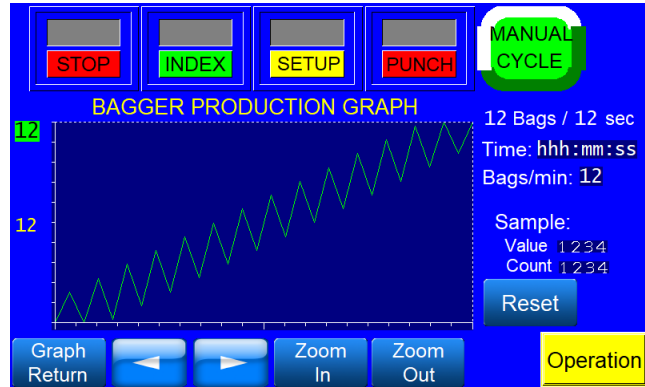 STOP
INDEX
SETUP
PUNCH
MANUAL
CYCLE
BAGGER PRODUCTION GRAPH
12
12
12 Bags / 12 sec
Time: hhh:mm:ss
Bags/min: 12
Sample:
Value 1234
Count 1234
Reset
Graph
Return
Zoom
In
Zoom
Out
Operation